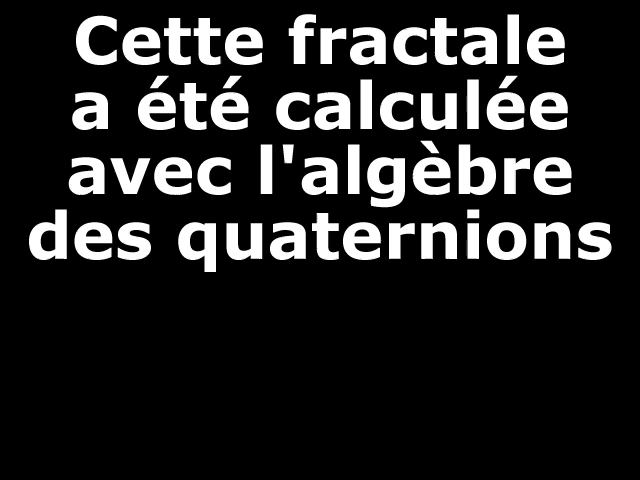 Cette fractale
a été calculée
avec l'algèbre
des quaternions